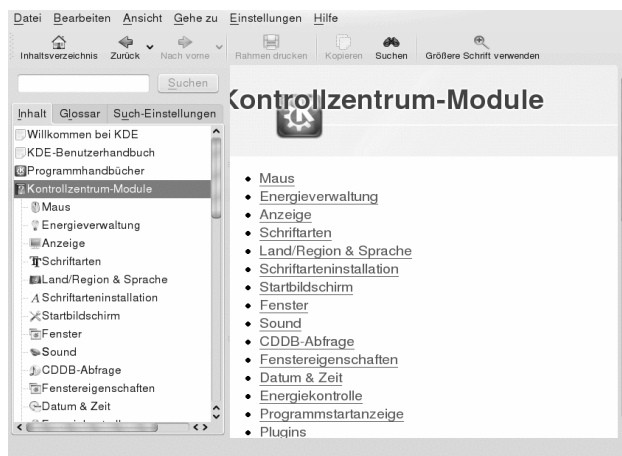 Datei Bearbeiten Ansicht Gehe zu Einstellungen Hilfe
Inhaltsverzeichnis Zurück Nach vorne Rahmen drucken Kopieren Suchen Größere Schrift verwenden
Suchen
Inhalt Glossar Such-Einstellungen
Willkommen bei KDE
KDE-Benutzerhandbuch
Programmhandbücher
Kontrollzentrum-Module
Maus
Energieverwaltung
Anzeige
Schriftarten
Land/Region & Sprache
Schriftarteninstallation
Startbildschirm
Fenster
Sound
CDDB-Abfrage
Fenstereigenschaften
Datum & Zeit
Kontrollzentrum-Module
Maus
Energieverwaltung
Anzeige
Schriftarten
Land/Region & Sprache
Schriftarteninstallation
Startbildschirm
Fenster
Sound
CDDB-Abfrage
Fenstereigenschaften
Datum & Zeit
Energiekontrolle
Programmstartanzeige
Plugins